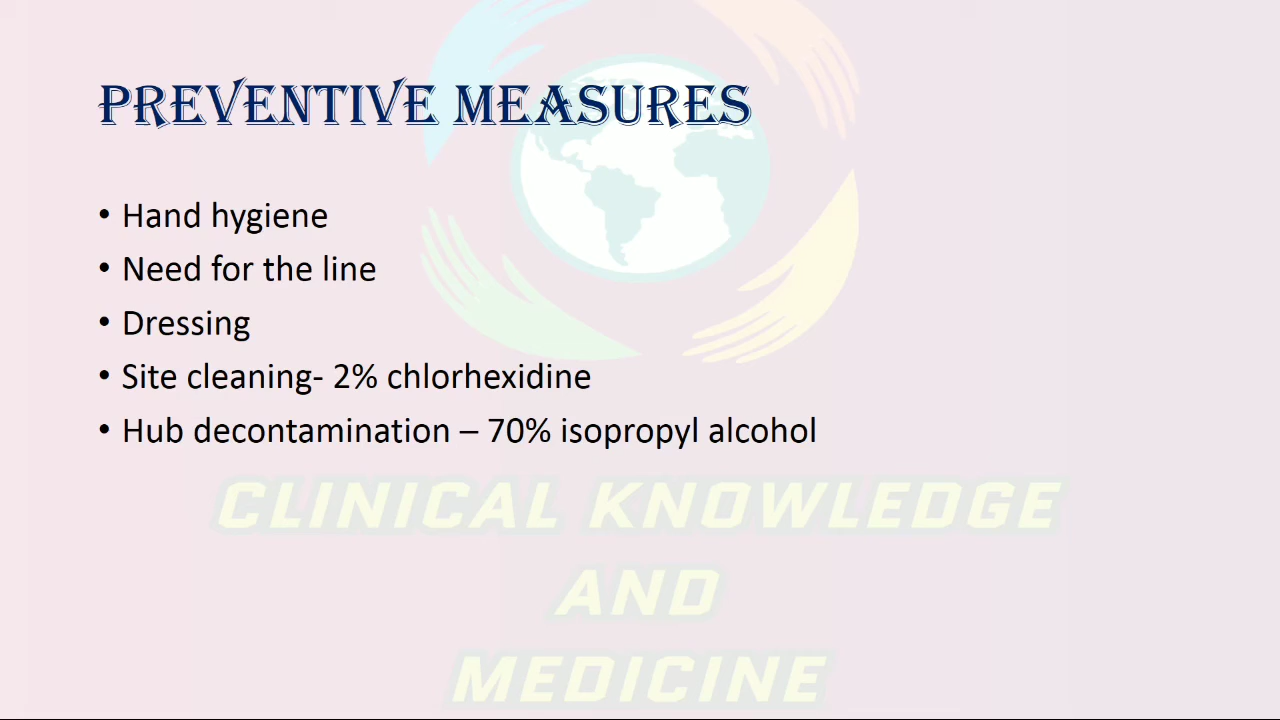 PREVENTIVE MEASURES
• Hand hygiene
• Need for the line
• Dressing
• Site cleaning- 2% chlorhexidine
• Hub decontamination – 70% isopropyl alcohol
CLINICAL KNOWLEDGE
AND
MEDICINE